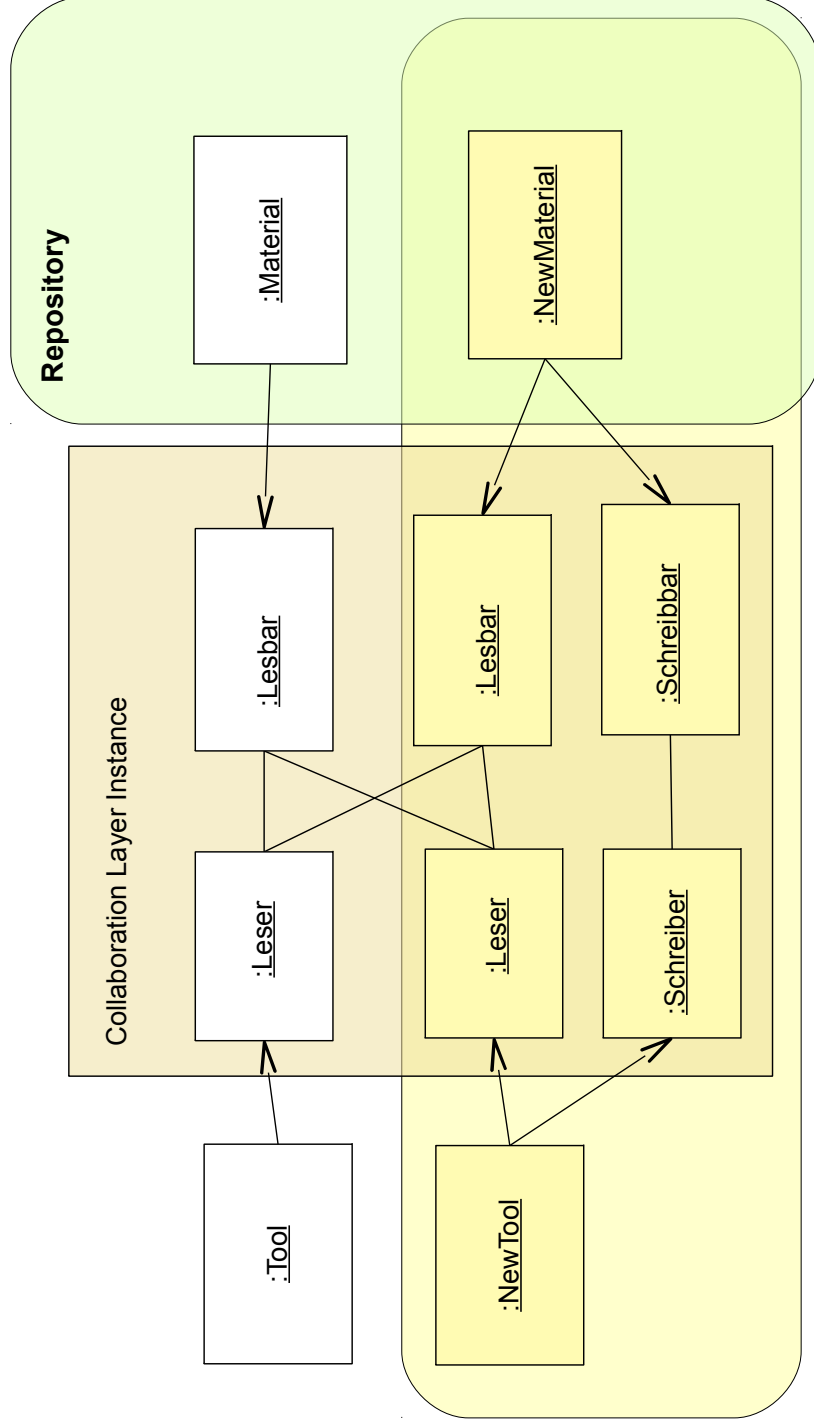 Repository
Collaboration Layer Instance
:Tool
:Leser
:Lesbar
:Material
:NewTool
:Leser
:Lesbar
:NewMaterial
:Schreiber
:Schreibbar